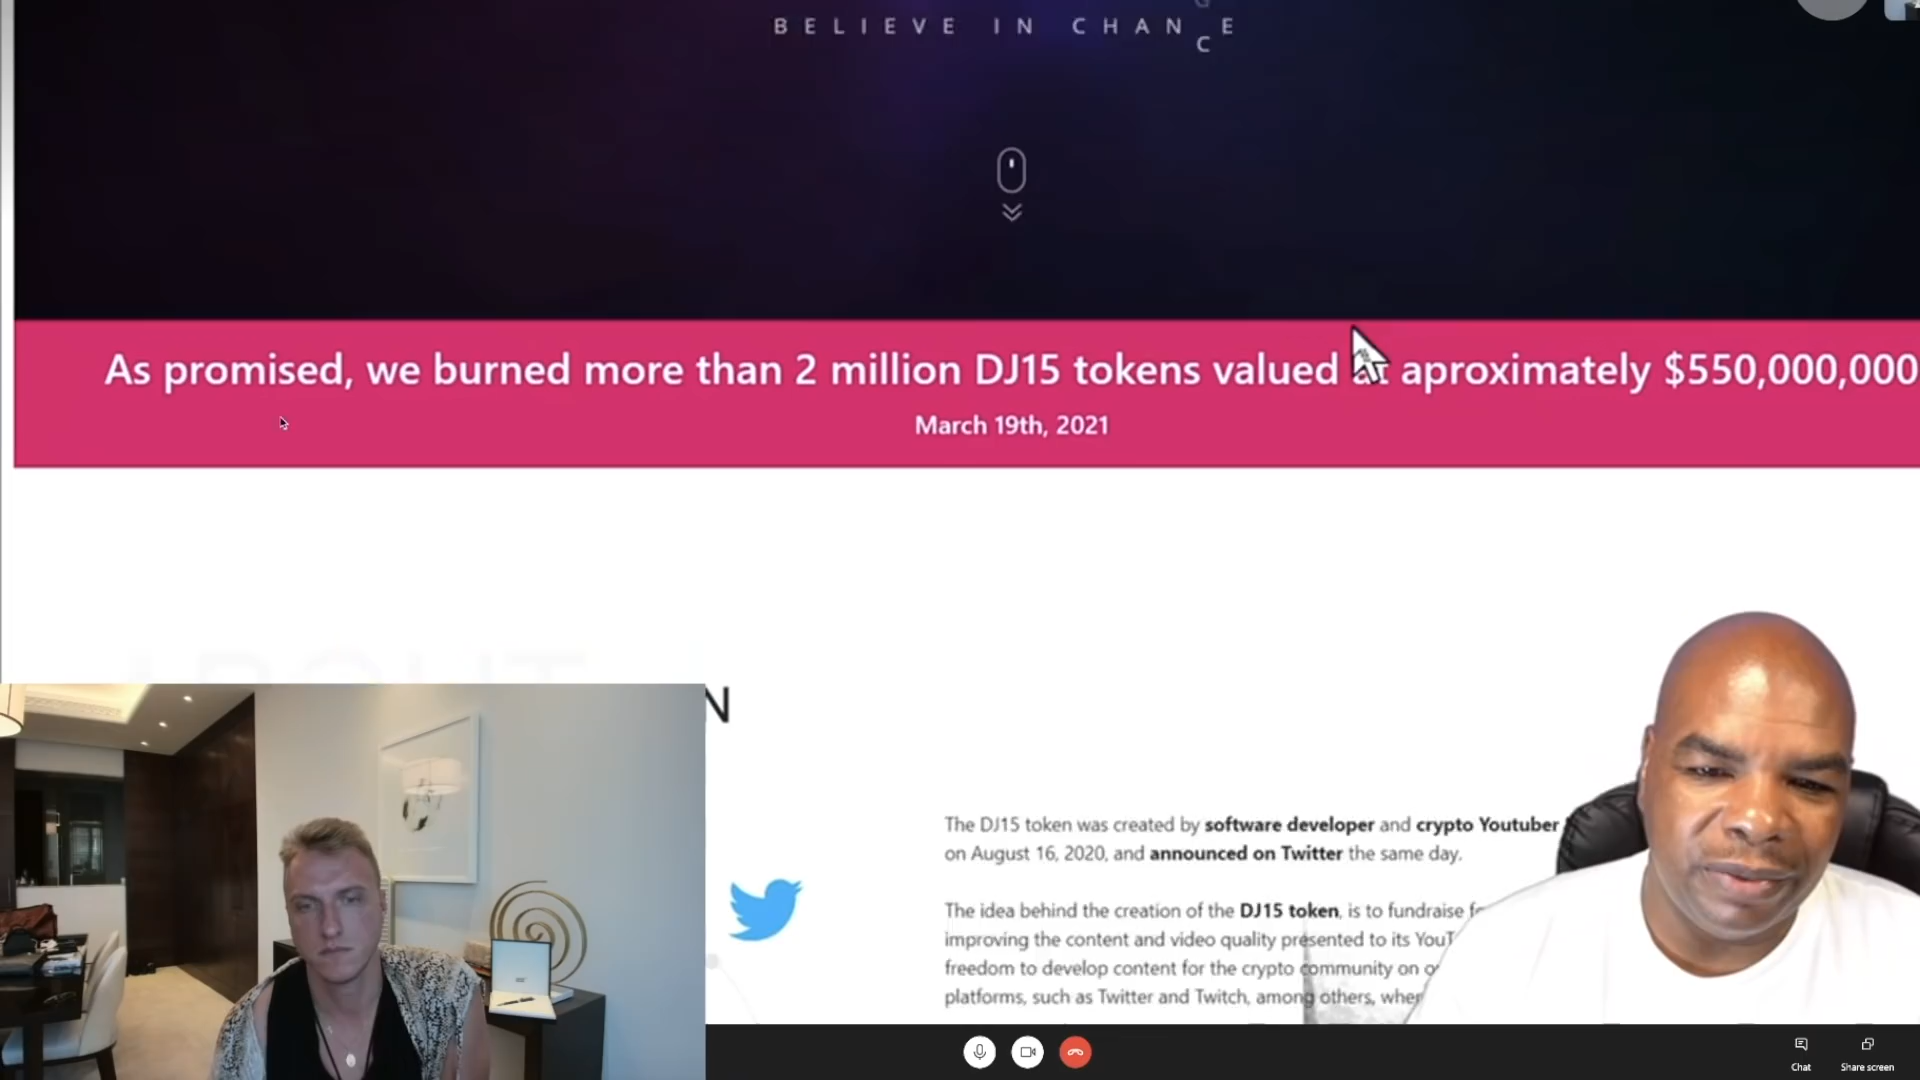 G
BELIEVE IN CHAN E
C
As promised, we burned more than 2 million DJ15 tokens valued aproximately $550,000,000
March 19th, 2021
ABOUT
N
The DJ15 token was created by software developer and crypto Youtuber
on August 16, 2020, and announced on Twitter the same day.
The idea behind the creation of the DJ15 token, is to fundraise
improving the content and video quality presented to its
freedom to develop content for the crypto community on
platforms, such as Twitter and Twitch, among others,
Chat
Share screen